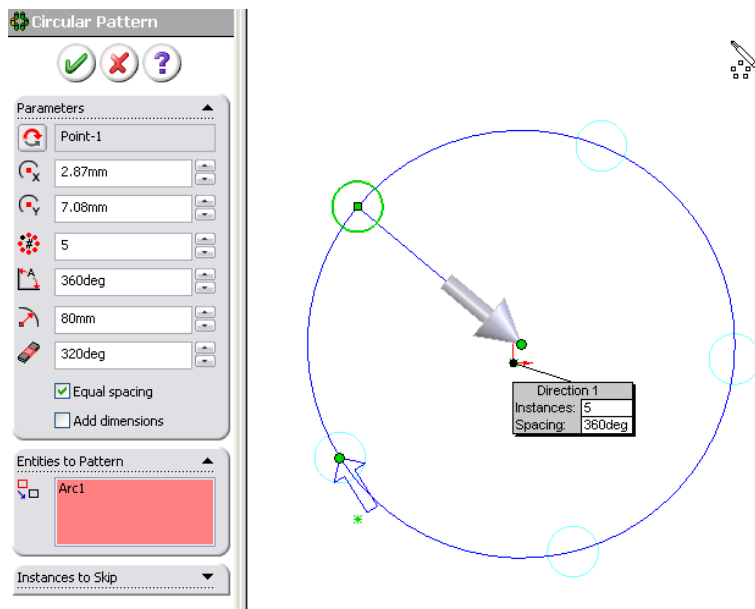 Circular Pattern
?
Parameters
Point-1
X 2.87mm
Y 7.08mm
# 5
A 360deg
80mm
320deg
Equal spacing
Add dimensions
Entities to Pattern
Arc1
Instances to Skip
Direction 1
Instances: 5
Spacing: 360deg